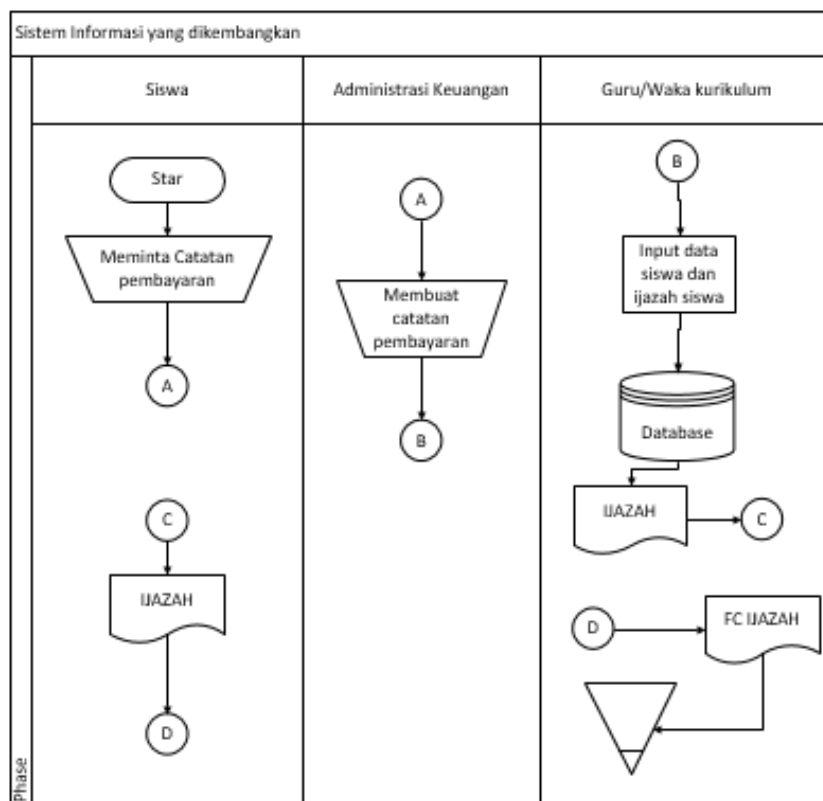 Sistem Informasi yang dikembangkan
Siswa
Administrasi Keuangan
Guru/Waka kurikulum
Star
Meminta Catatan
pembayaran
A
C
IJAZAH
D
A
Membuat
catatan
pembayaran
B
B
Input data
siswa dan
ijazah siswa
Database
IJAZAH
C
D
FC IJAZAH
Phase